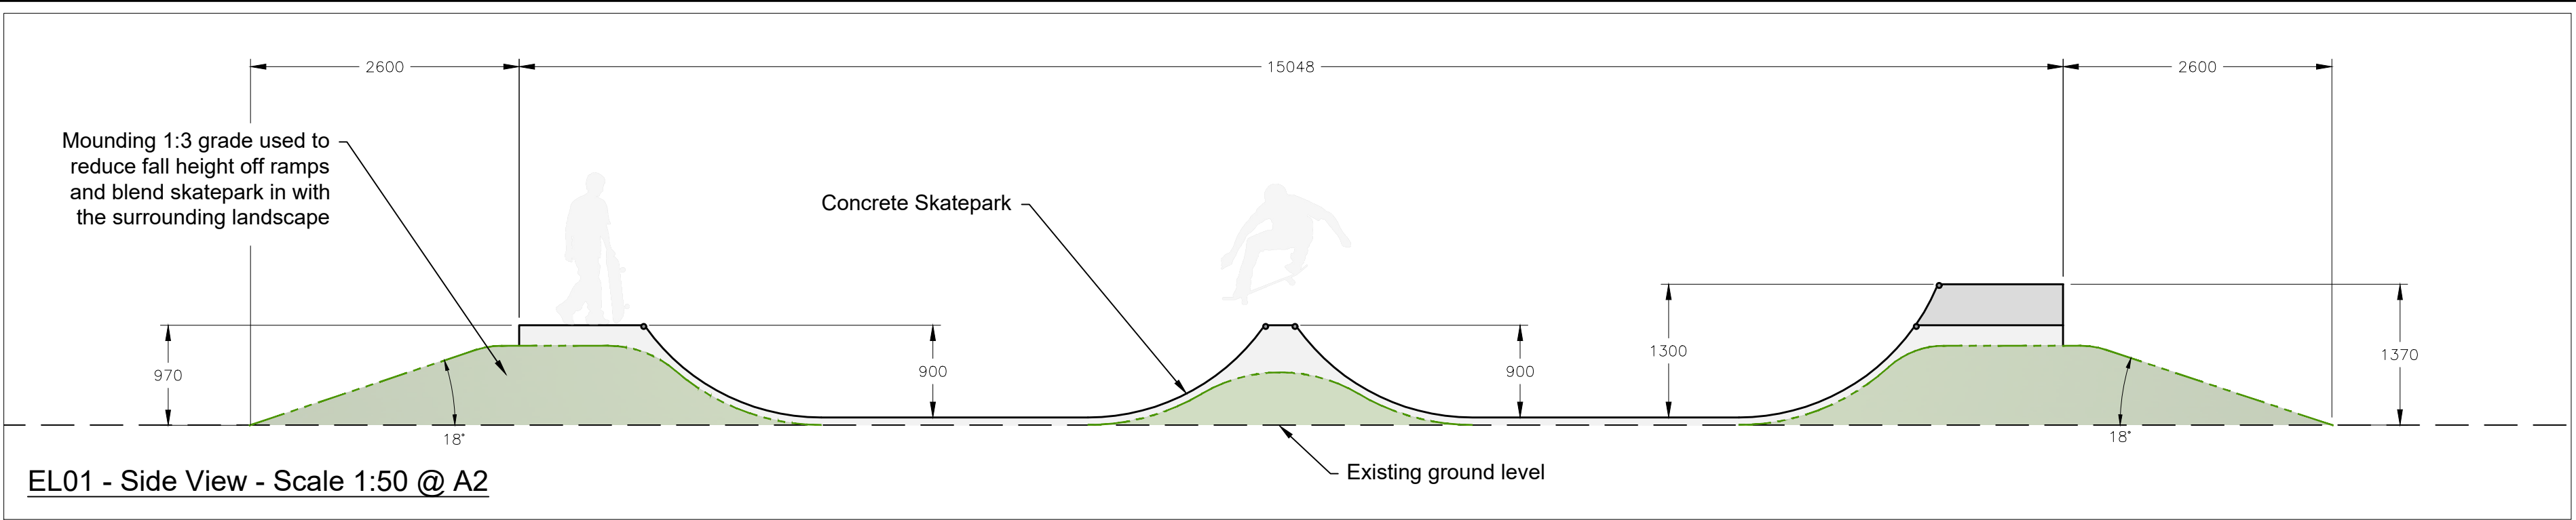 2600
15048
2600
Mounding 1:3 grade used to
reduce fall height off ramps
and blend skatepark in with
the surrounding landscape
Concrete Skatepark
970
900
900
1300
1370
18°
18°
Existing ground level
EL01 - Side View - Scale 1:50 @ A2